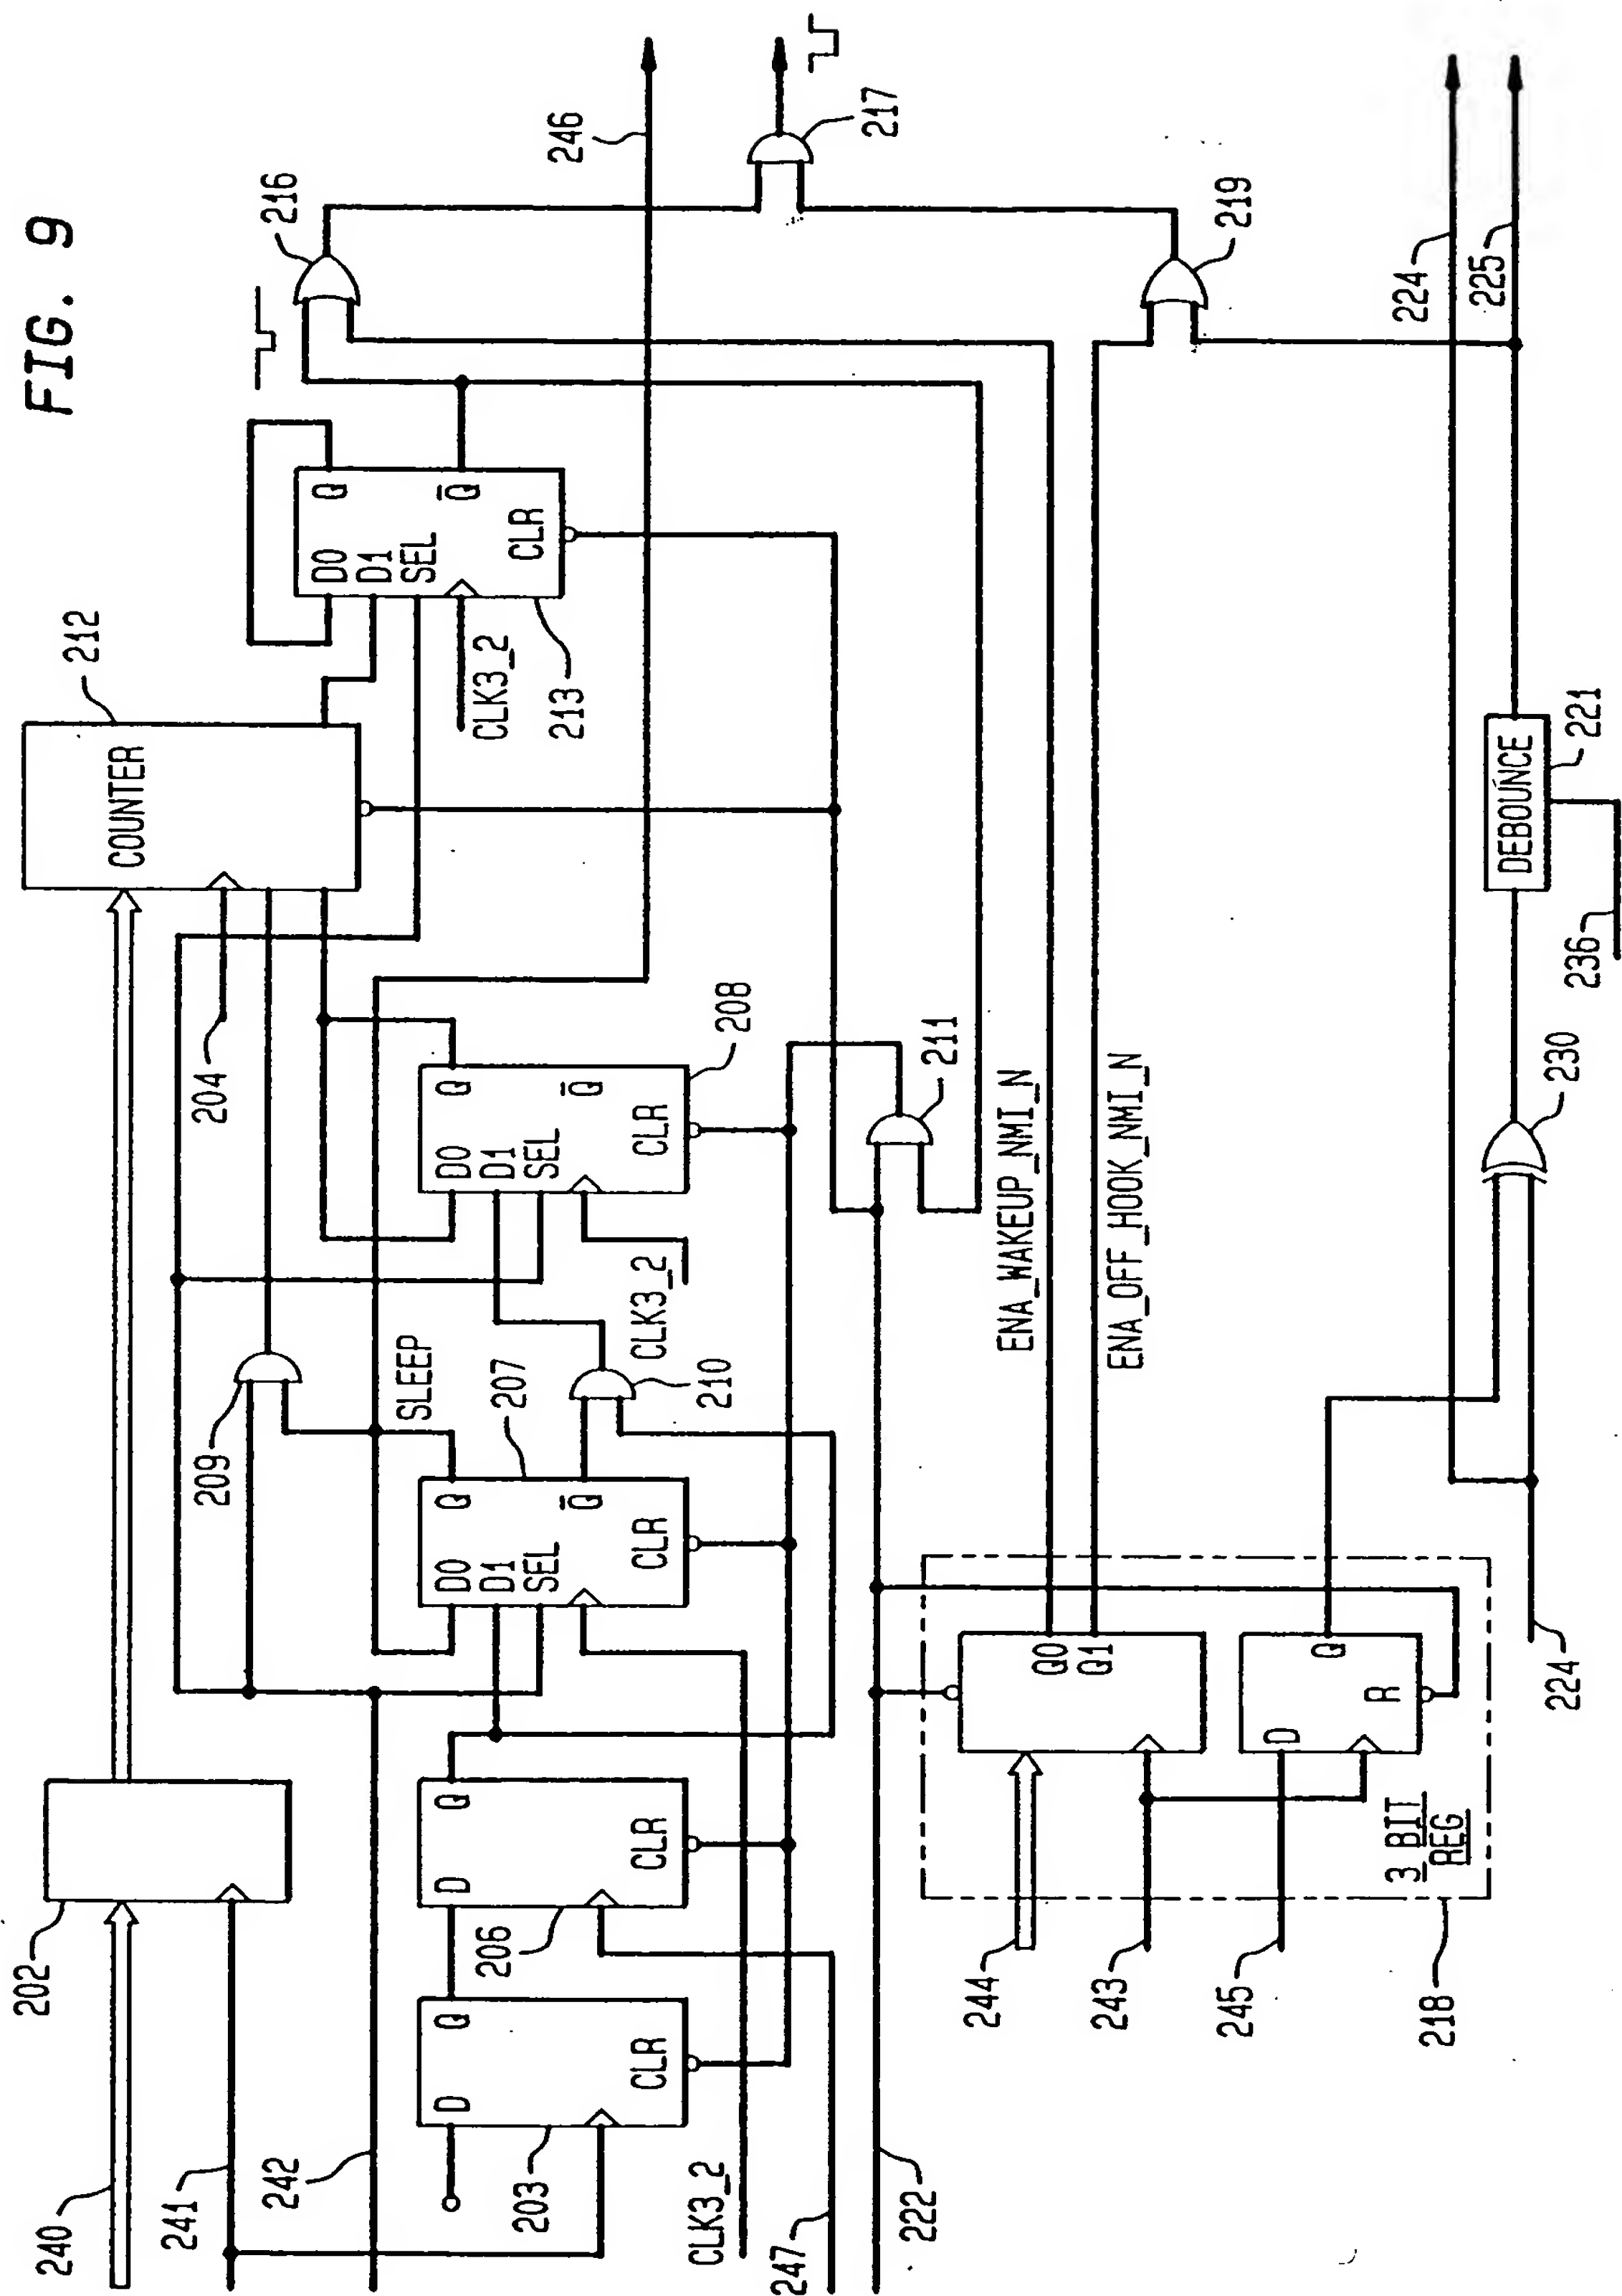 FIG. 9
240
202
241
242
203
206
D
Q
CLR
D
Q
CLR
CLK3_2
247
222
209
SLEEP
207
D0
D1
SEL
Q
Q̅
CLR
210
CLK3_2
208
D0
D1
SEL
Q
Q̅
CLR
204
COUNTER
212
211
D0
D1
SEL
Q
Q̅
CLR
CLK3_2
213
216
246
217
219
ENA_WAKEUP_NMI_N
ENA_OFF_HOOK_NMI_N
244
243
245
Q0
Q1
D
Q
R
3 BIT
REG
218
224
230
DEBOUNCE
221
236
224
225